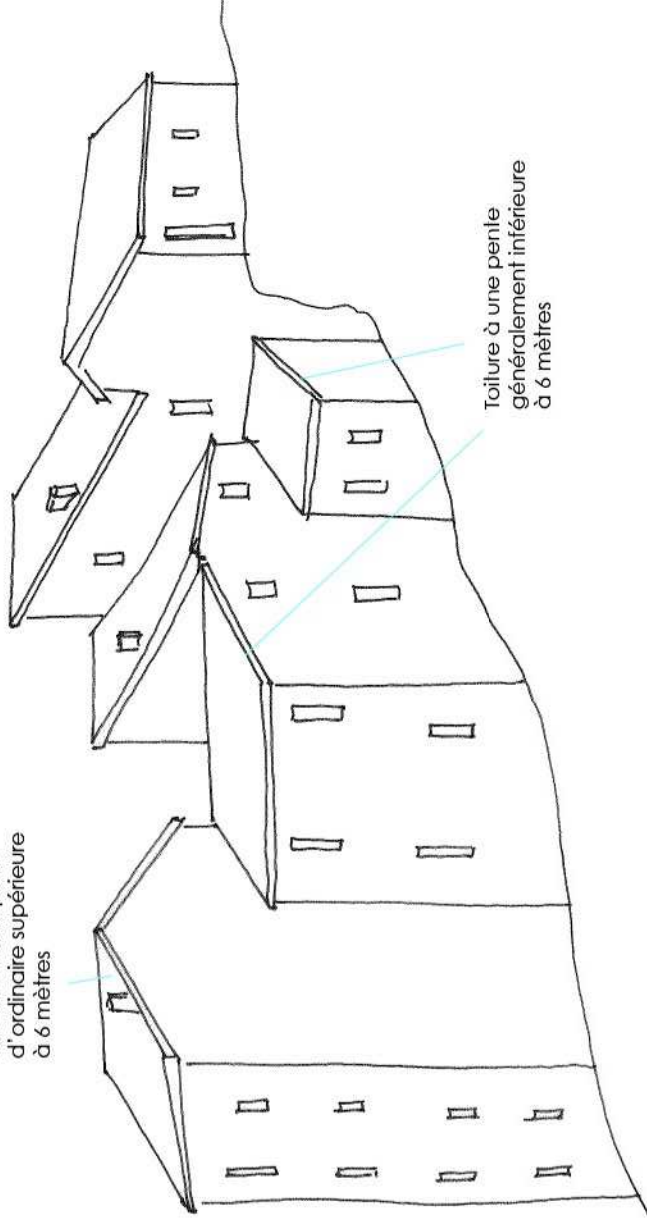 d'ordinaire supérieure
à 6 mètres
Toiture à une pente
généralement inférieure
à 6 mètres